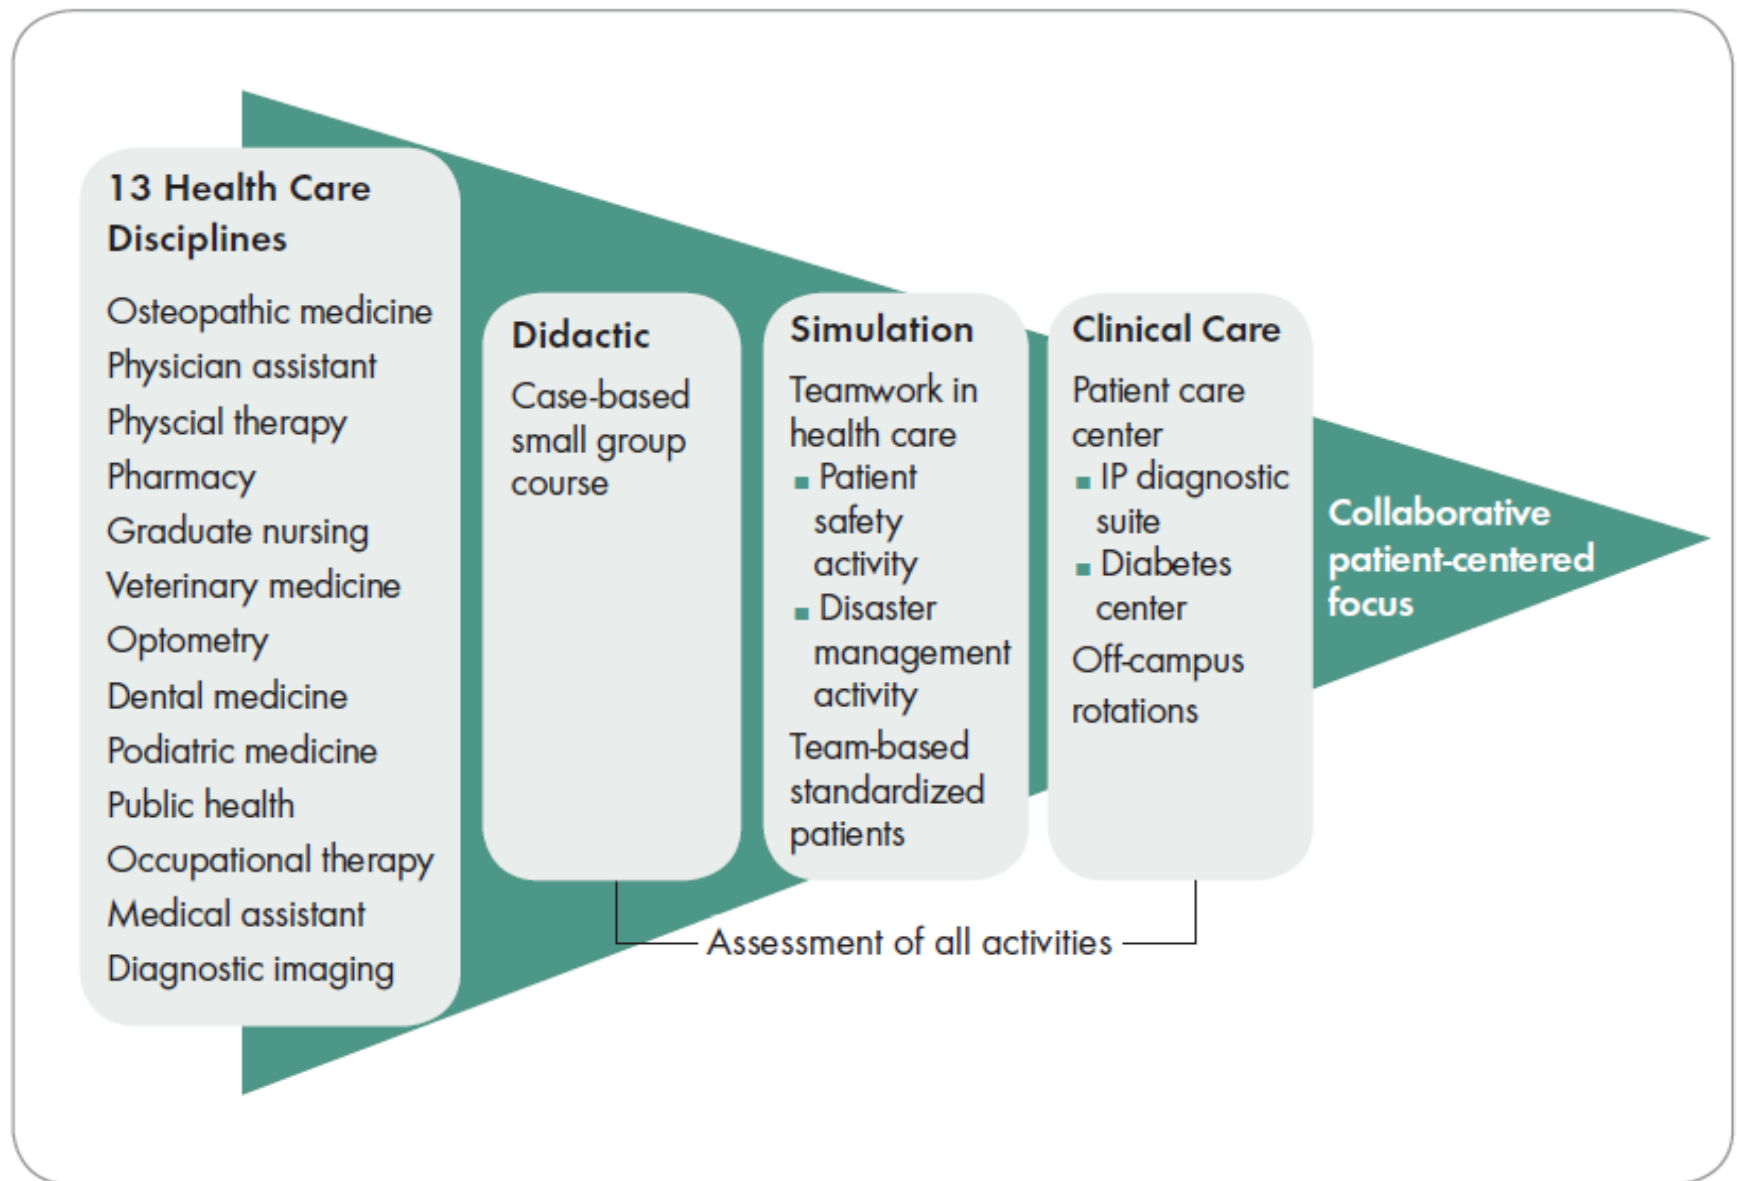 13 Health Care
Disciplines
Osteopathic medicine
Physician assistant
Physcial therapy
Pharmacy
Graduate nursing
Veterinary medicine
Optometry
Dental medicine
Podiatric medicine
Public health
Occupational therapy
Medical assistant
Diagnostic imaging
Didactic
Case-based
small group
course
Simulation
Teamwork in
health care
▪ Patient
safety
activity
▪ Disaster
management
activity
Team-based
standardized
patients
Clinical Care
Patient care
center
▪ IP diagnostic
suite
▪ Diabetes
center
Off-campus
rotations
Collaborative
patient-centered
focus
Assessment of all activities